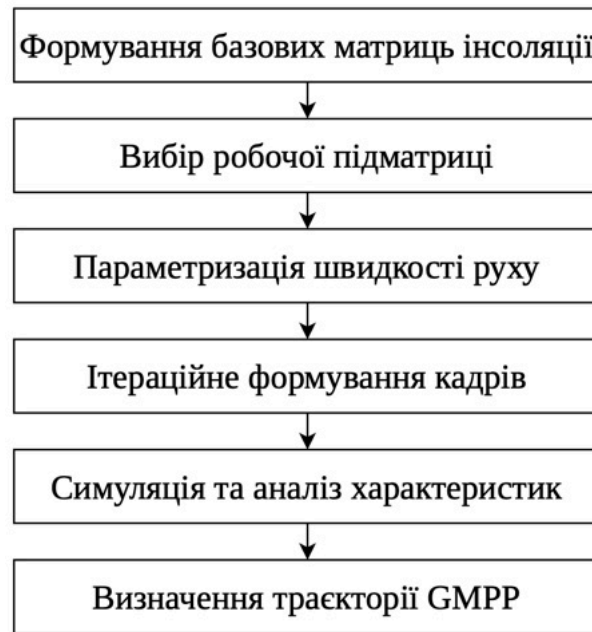 Формування базових матриць інсоляції
Вибір робочої підматриці
Параметризація швидкості руху
Ітераційне формування кадрів
Симуляція та аналіз характеристик
Визначення траєкторії GMPP